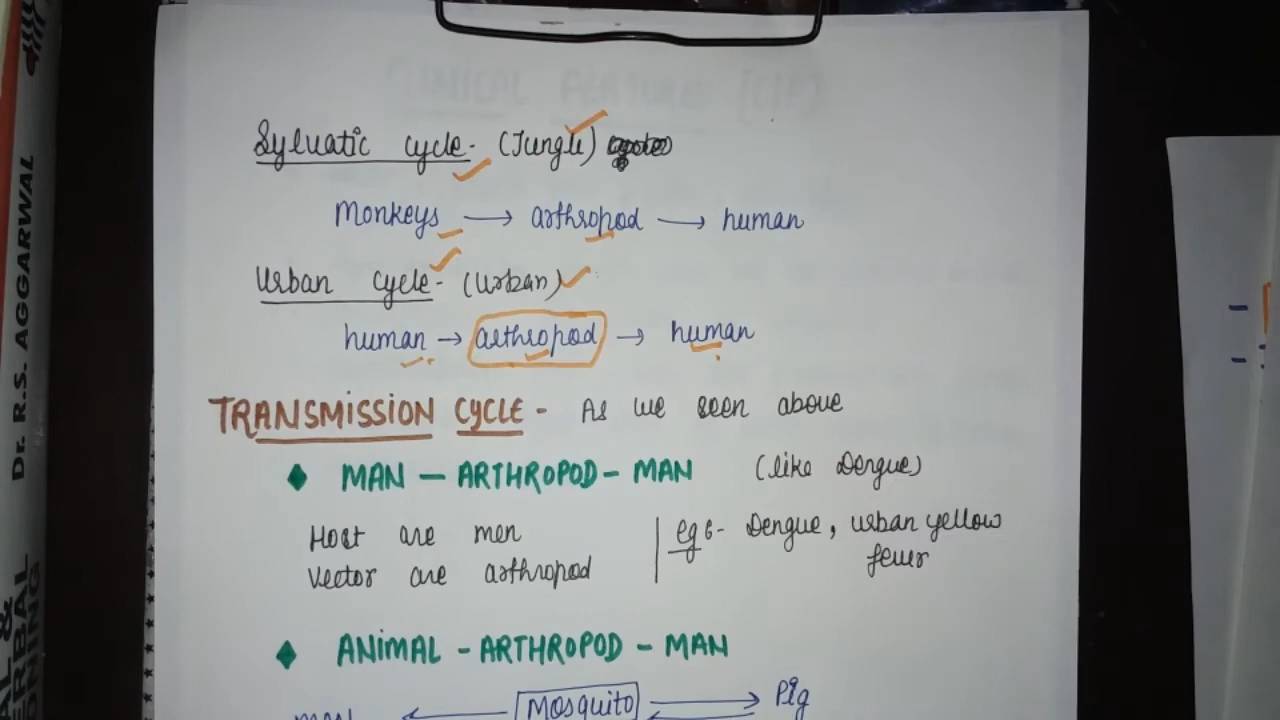 Sylvatic cycle - (Jungle)
Monkeys → arthropod → human
Urban cycle - (Urban)
human → arthropod → human
TRANSMISSION CYCLE - As we seen above
◆ MAN – ARTHROPOD – MAN (like Dengue)
Host are men
Vector are arthropod
eg:- Dengue, urban yellow
fever
◆ ANIMAL – ARTHROPOD – MAN
Mosquito
Pig
Dr. R.S. AGGARWAL